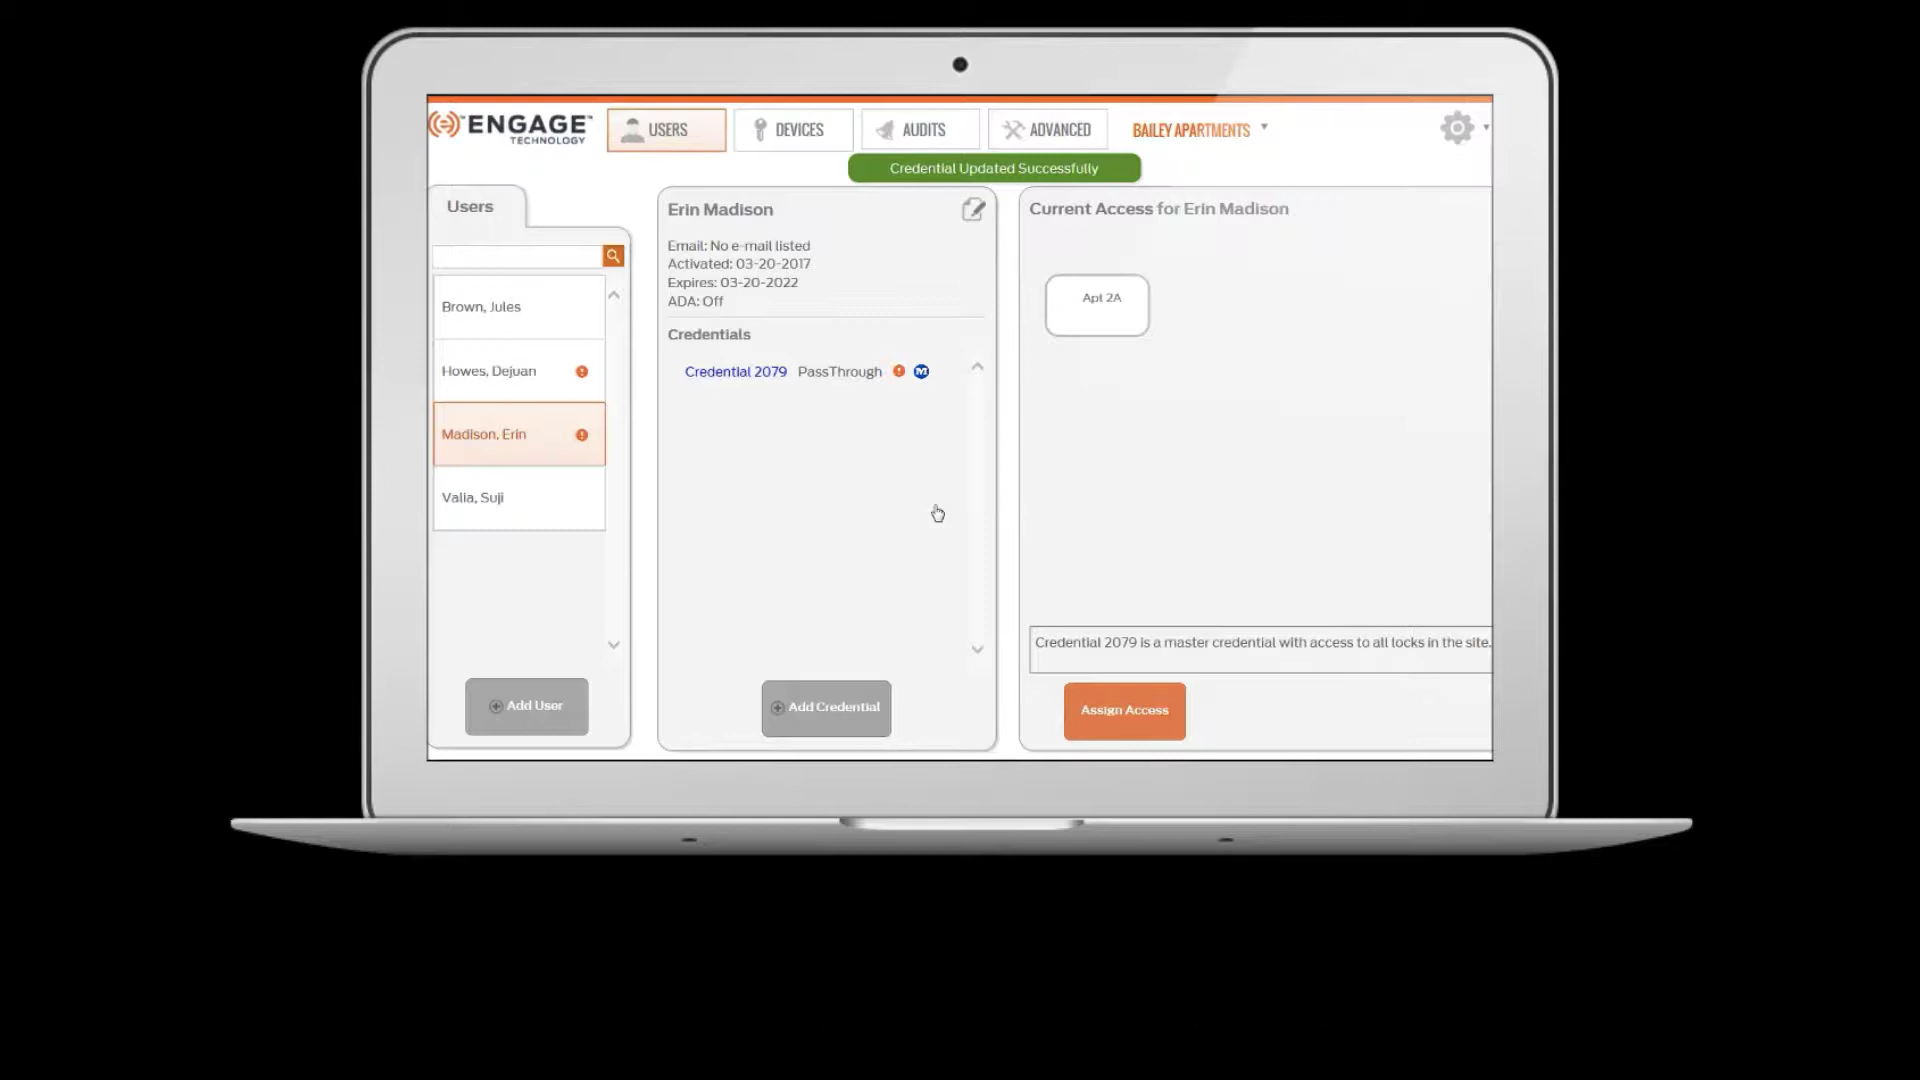 ENGAGE™
TECHNOLOGY
USERS
DEVICES
AUDITS
ADVANCED
BAILEY APARTMENTS
Credential Updated Successfully
Users
Brown, Jules
Howes, Dejuan
Madison, Erin
Valia, Suji
Add User
Erin Madison
Email: No e-mail listed
Activated: 03-20-2017
Expires: 03-20-2022
ADA: Off
Credentials
Credential 2079 PassThrough ! M
Add Credential
Current Access for Erin Madison
Apt 2A
Credential 2079 is a master credential with access to all locks in the site.
Assign Access